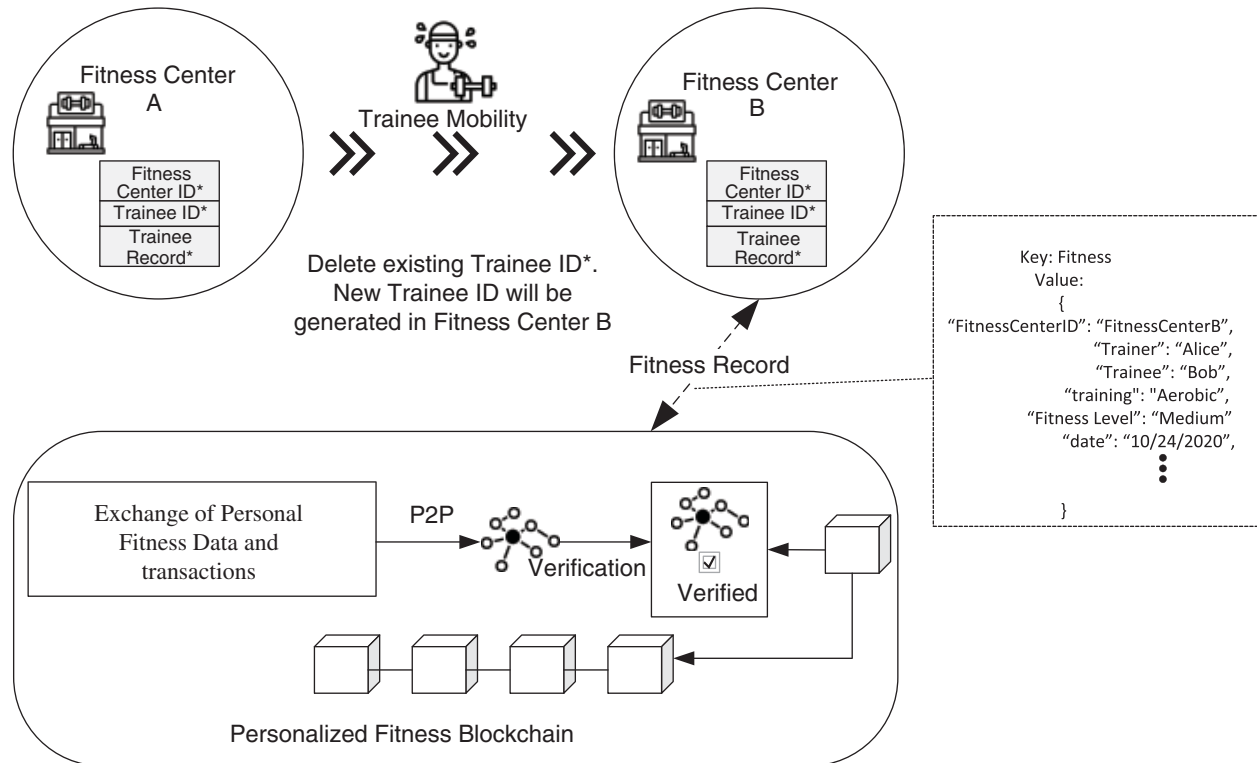 Fitness Center
A
Fitness
Center ID*
Trainee ID*
Trainee
Record*
Trainee Mobility
Delete existing Trainee ID*.
New Trainee ID will be
generated in Fitness Center B
Fitness Center
B
Fitness
Center ID*
Trainee ID*
Trainee
Record*
Fitness Record
Key: Fitness
Value:
{
“FitnessCenterID”: “FitnessCenterB”,
“Trainer”: “Alice”,
“Trainee”: “Bob”,
“training": "Aerobic”,
“Fitness Level”: “Medium”
“date”: “10/24/2020”,
}
Exchange of Personal
Fitness Data and
transactions
P2P
Verification
Verified
Personalized Fitness Blockchain